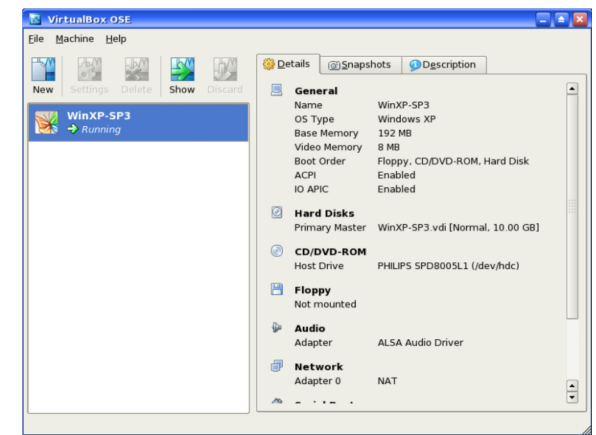 VirtualBox OSE
File Machine Help
New Settings Delete Show Discard
WinXP-SP3
Running
Details Snapshots Description
General
Name WinXP-SP3
OS Type Windows XP
Base Memory 192 MB
Video Memory 8 MB
Boot Order Floppy, CD/DVD-ROM, Hard Disk
ACPI Enabled
IO APIC Enabled
Hard Disks
Primary Master WinXP-SP3.vdi [Normal, 10.00 GB]
CD/DVD-ROM
Host Drive PHILIPS SPD8005L1 (/dev/hdc)
Floppy
Not mounted
Audio
Adapter ALSA Audio Driver
Network
Adapter 0 NAT